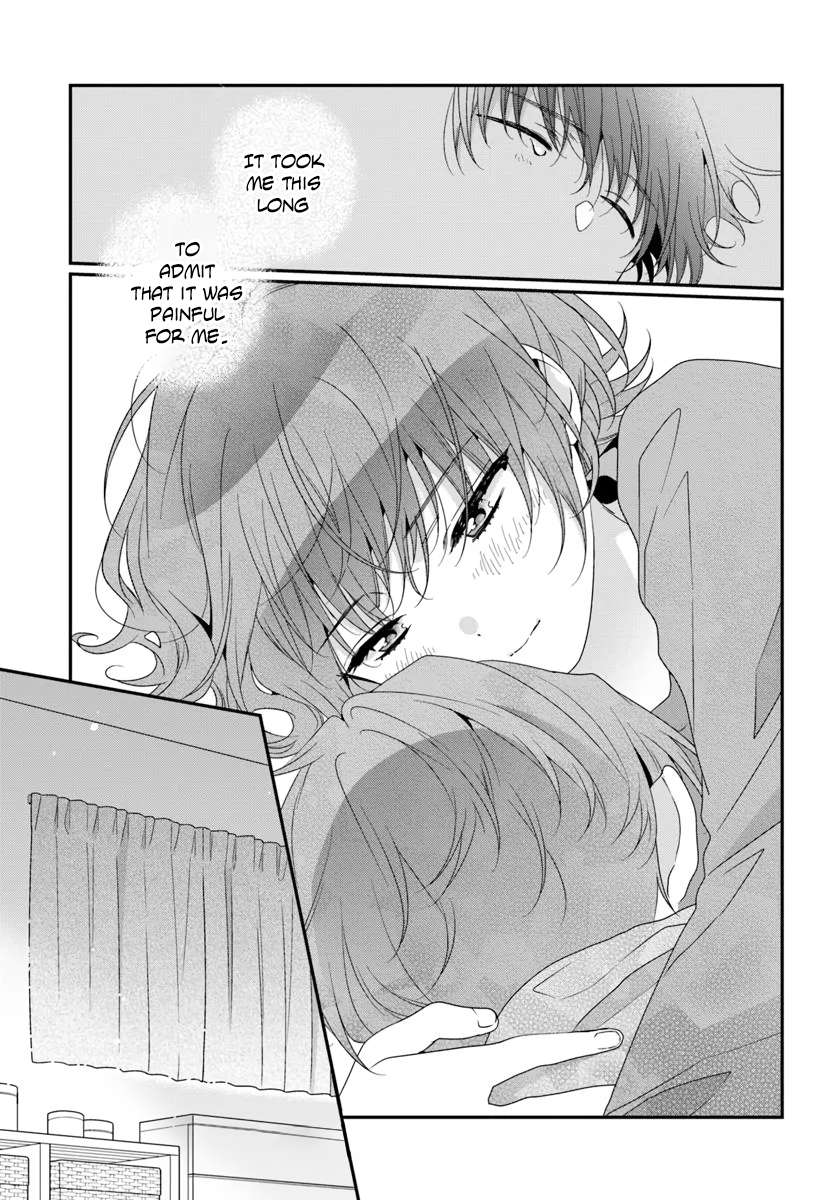 IT TOOK
ME THIS
LONG
TO
ADMIT
THAT IT WAS
PAINFUL
FOR ME.